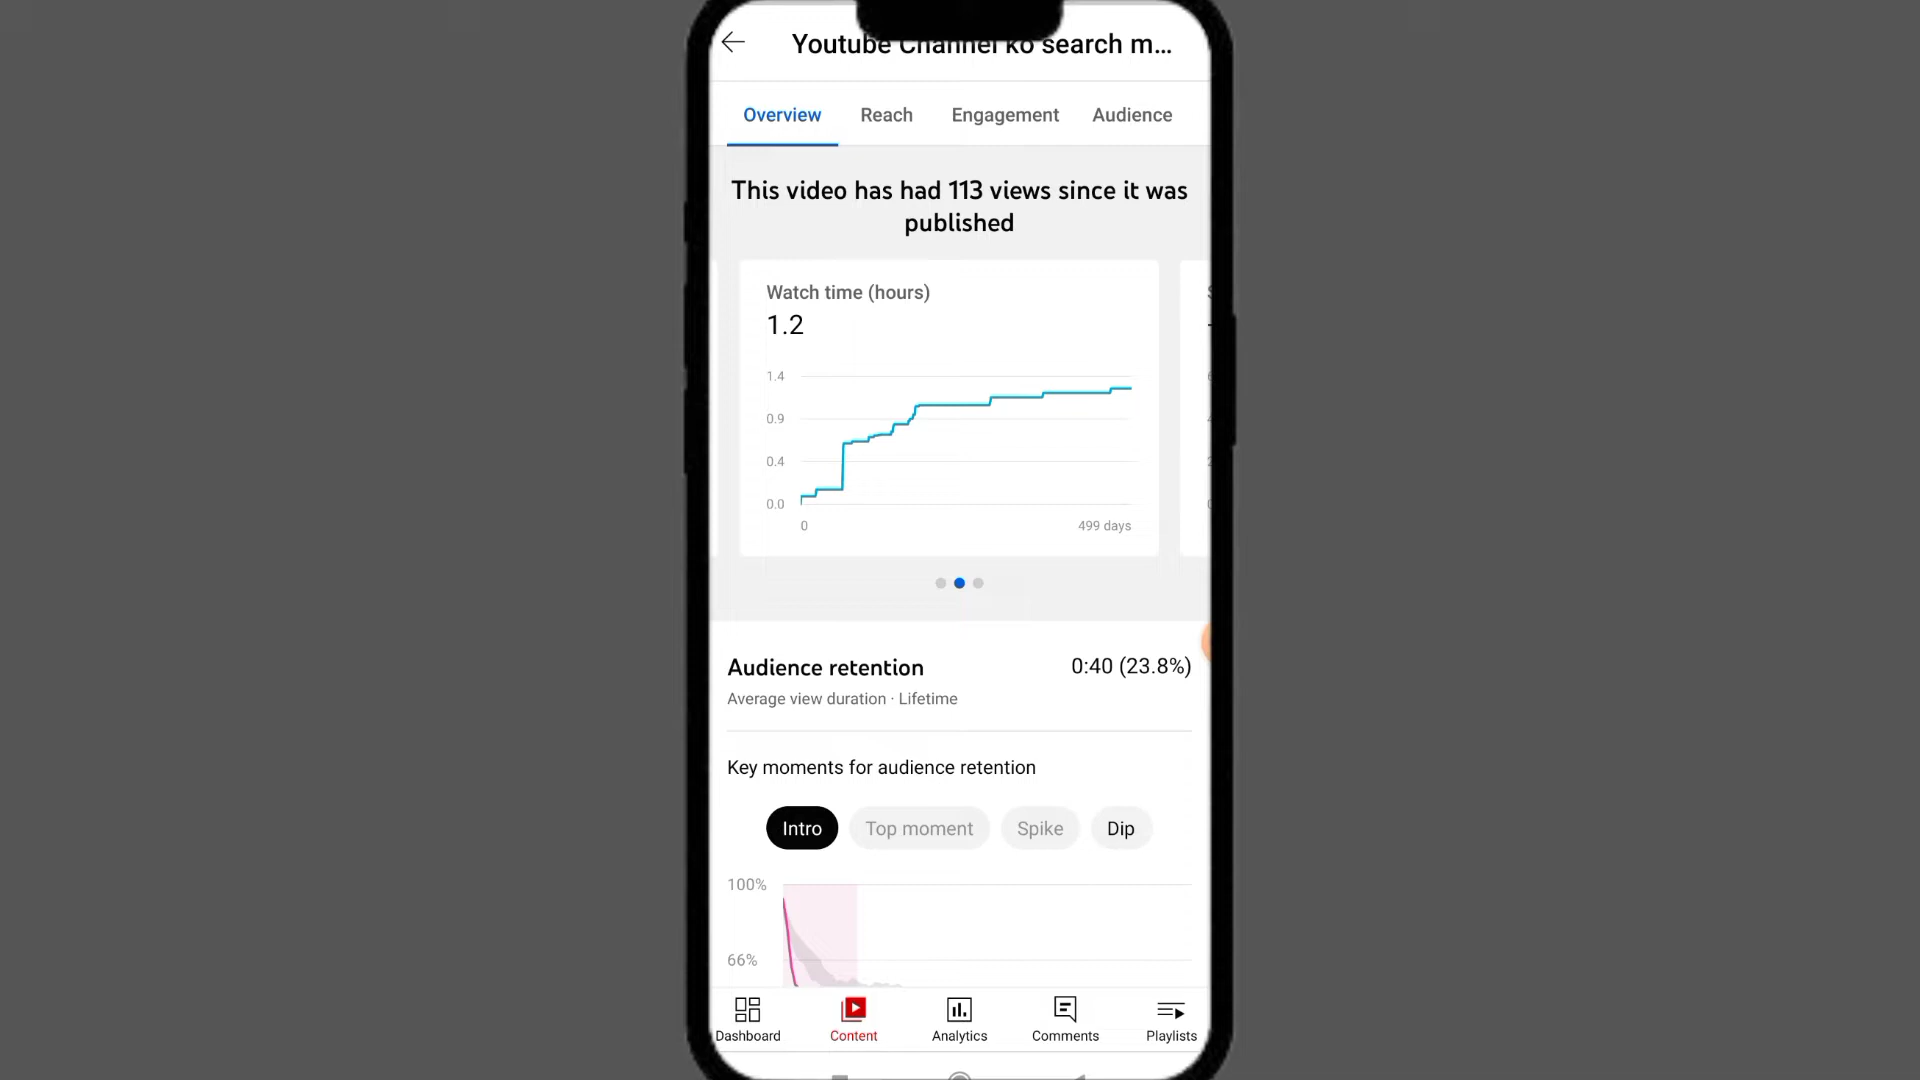 Youtube Channel ko search m...
Overview Reach Engagement Audience
This video has had 113 views since it was
published
Watch time (hours)
1.2
1.4
0.9
0.4
0.0
0 499 days
Audience retention 0:40 (23.8%)
Average view duration · Lifetime
Key moments for audience retention
Intro Top moment Spike Dip
100%
66%
Dashboard Content Analytics Comments Playlists